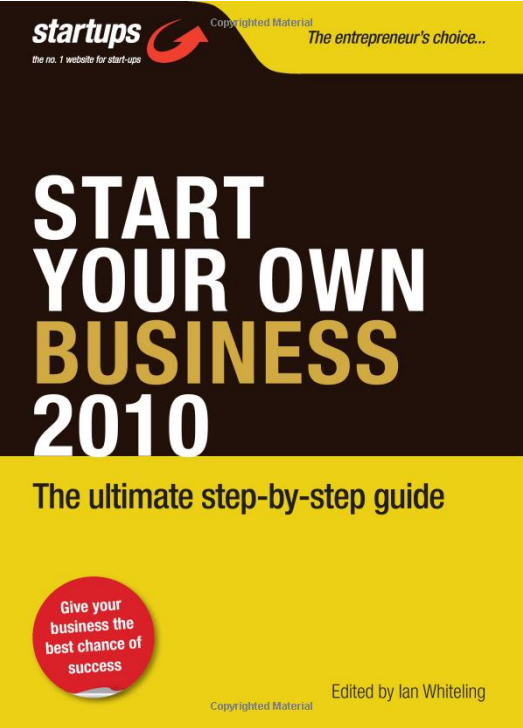 Copyrighted Material
startups
the no. 1 website for start-ups
The entrepreneur's choice...
START
YOUR OWN
BUSINESS
2010
The ultimate step-by-step guide
Give your
business the
best chance of
success
Edited by Ian Whiteling
Copyrighted Material